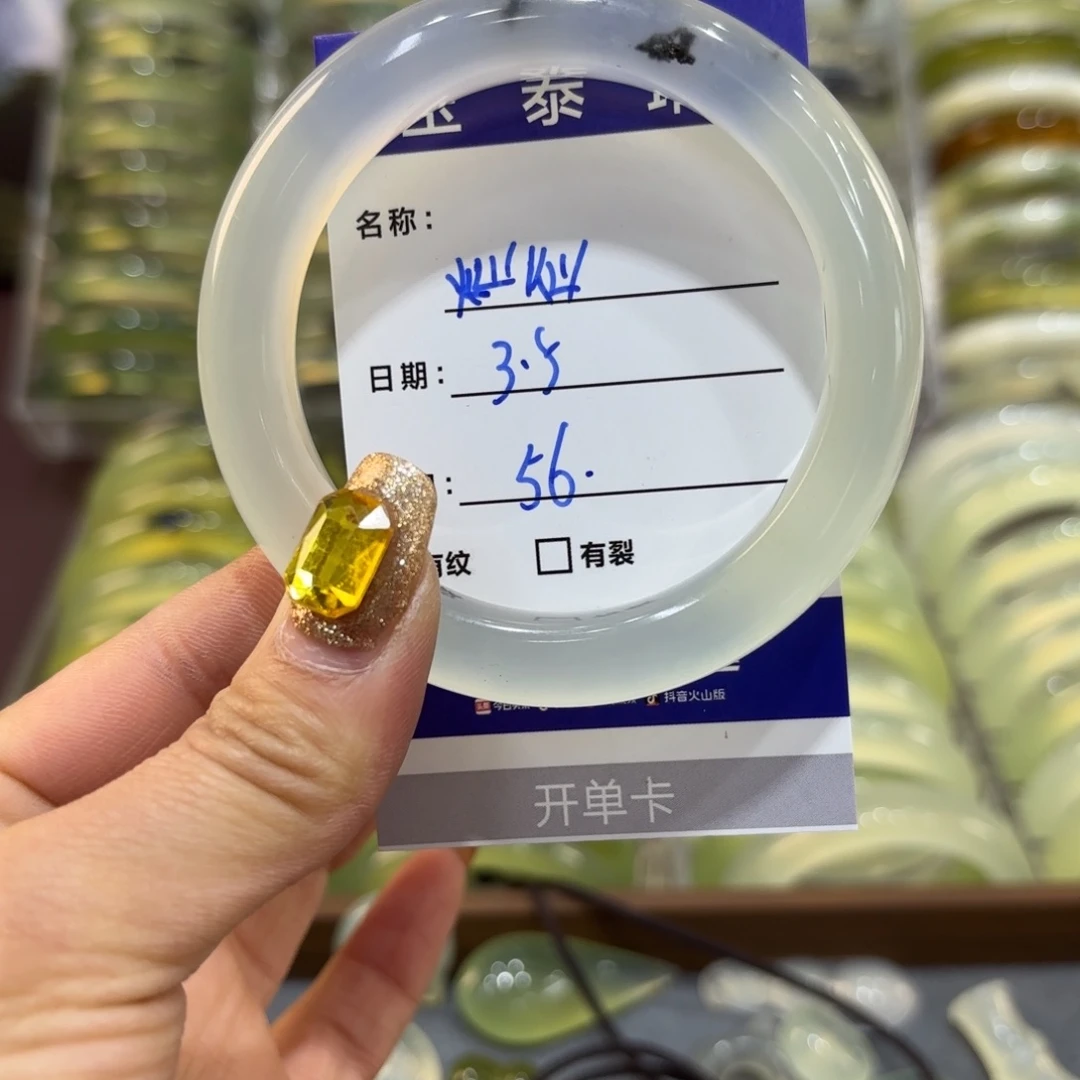 泰
名称：
日期： 3.5
： 56.
有纹 有裂
抖音火山版
开单卡